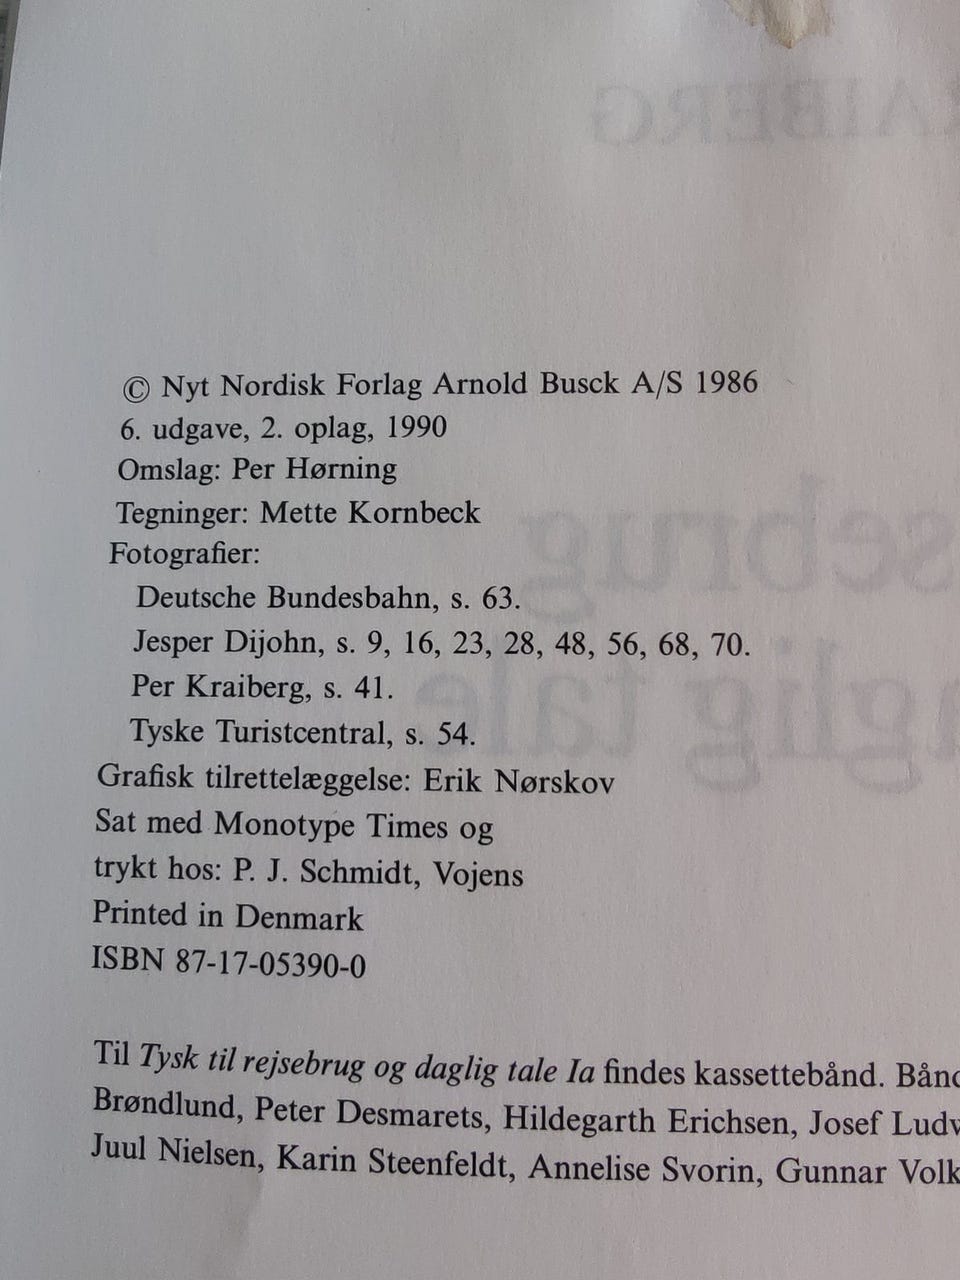 © Nyt Nordisk Forlag Arnold Busck A/S 1986
6. udgave, 2. oplag, 1990
Omslag: Per Hørning
Tegninger: Mette Kornbeck
Fotografier:
Deutsche Bundesbahn, s. 63.
Jesper Dijohn, s. 9, 16, 23, 28, 48, 56, 68, 70.
Per Kraiberg, s. 41.
Tyske Turistcentral, s. 54.
Grafisk tilrettelæggelse: Erik Nørskov
Sat med Monotype Times og
trykt hos: P. J. Schmidt, Vojens
Printed in Denmark
ISBN 87-17-05390-0
Til Tysk til rejsebrug og daglig tale Ia findes kassettebånd.
Brøndlund, Peter Desmarets, Hildegarth Erichsen, Josef
Juul Nielsen, Karin Steenfeldt, Annelise Svorin, Gunnar